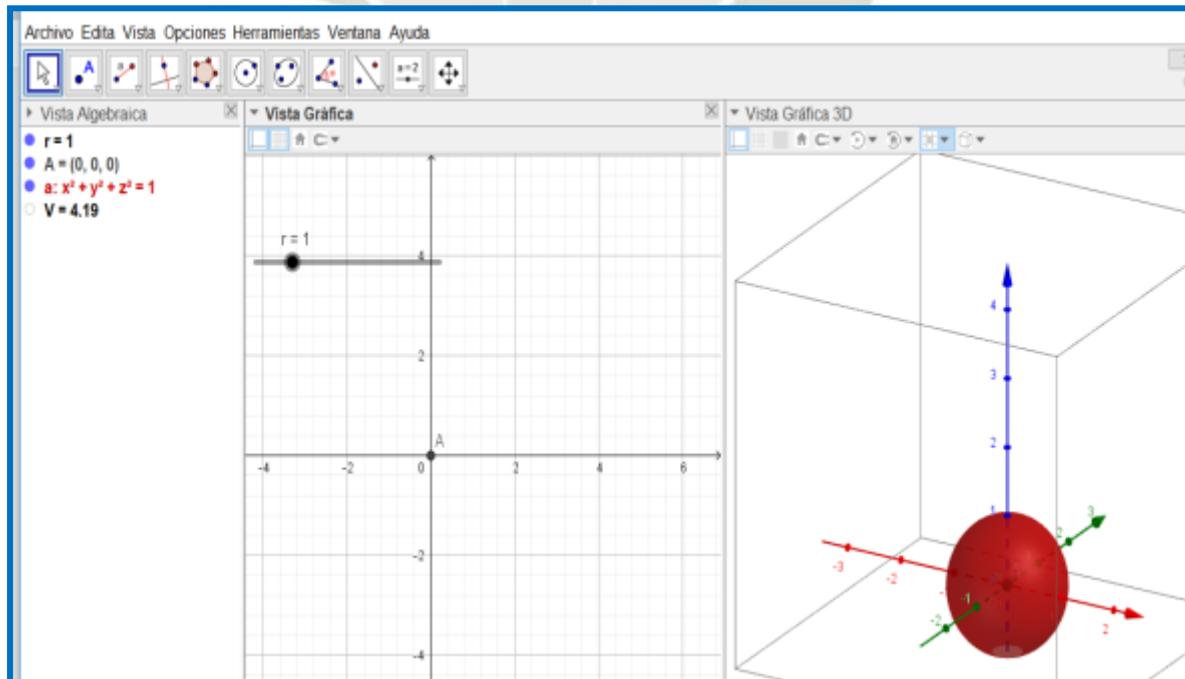 Archivo Edita Vista Opciones Herramientas Ventana Ayuda
A
a=2
Vista Algebraica
Vista Gráfica
Vista Gráfica 3D
r = 1
A = (0, 0, 0)
a: x² + y² + z² = 1
V = 4.19
r = 1
4
2
A
-4 -2 0 2 4 6
-2
-4
4
3
2
1
3
2
-3
-2
-1
-2
2